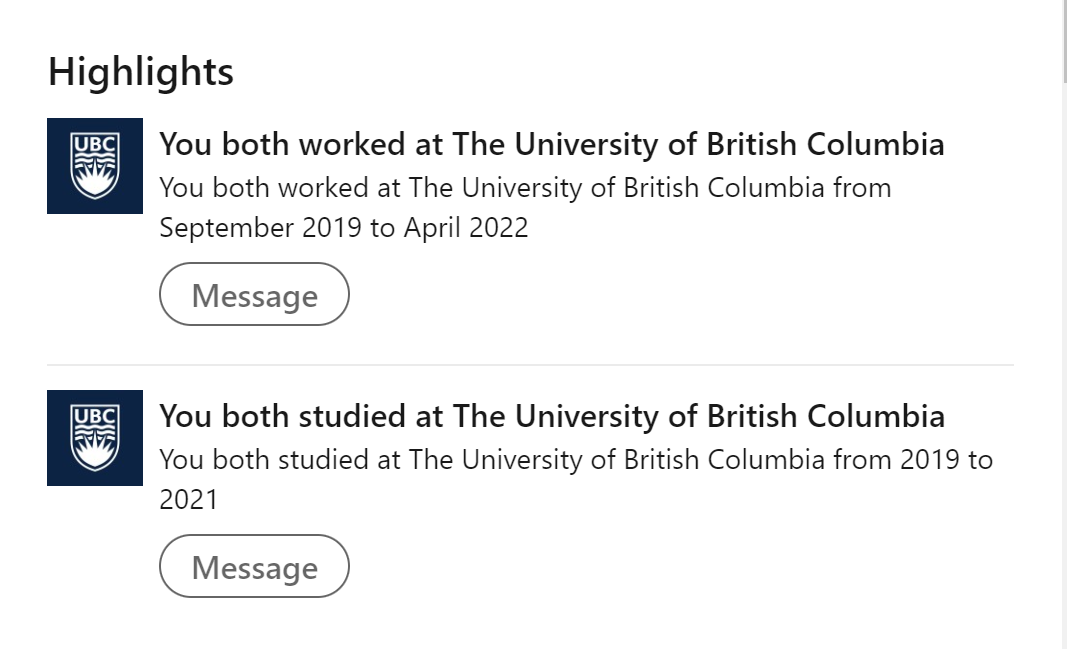 Highlights
UBC
You both worked at The University of British Columbia
You both worked at The University of British Columbia from
September 2019 to April 2022
Message
UBC
You both studied at The University of British Columbia
You both studied at The University of British Columbia from 2019 to
2021
Message